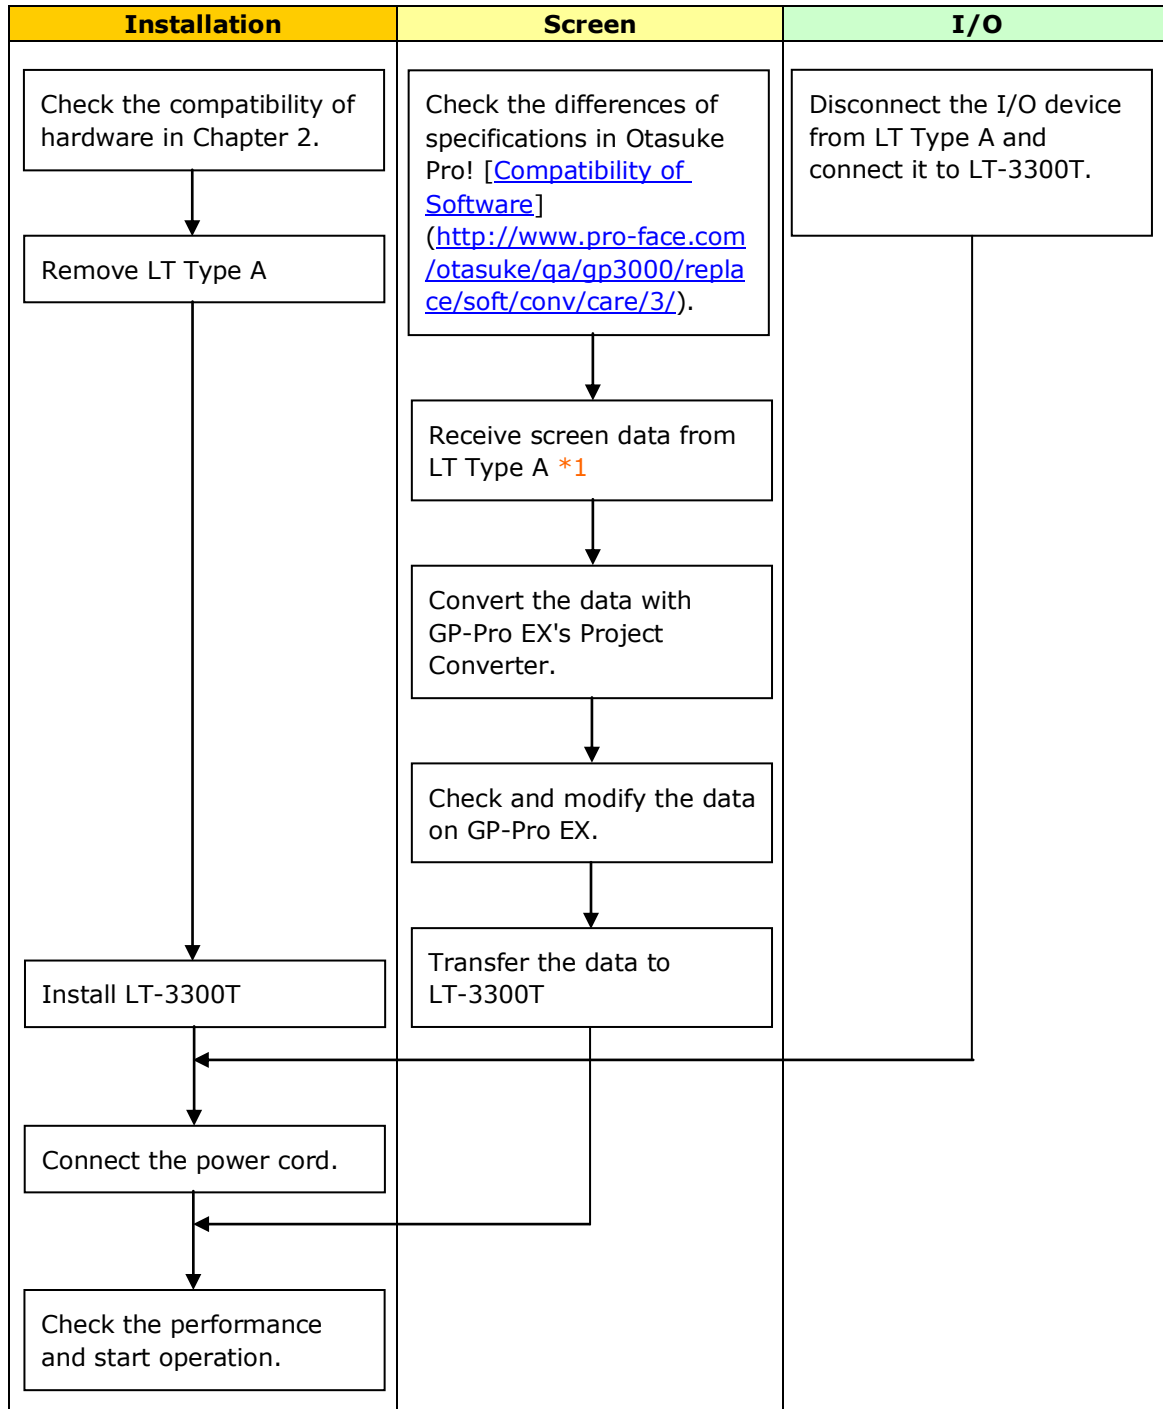 Installation
Screen
I/O
Check the compatibility of
hardware in Chapter 2.
Remove LT Type A
Install LT-3300T
Connect the power cord.
Check the performance
and start operation.
Check the differences of
specifications in Otasuke
Pro! [Compatibility of
Software]
(http://www.pro-face.com
/otasuke/qa/gp3000/repla
ce/soft/conv/care/3/).
Receive screen data from
LT Type A *1
Convert the data with
GP-Pro EX's Project
Converter.
Check and modify the data
on GP-Pro EX.
Transfer the data to
LT-3300T
Disconnect the I/O device
from LT Type A and
connect it to LT-3300T.